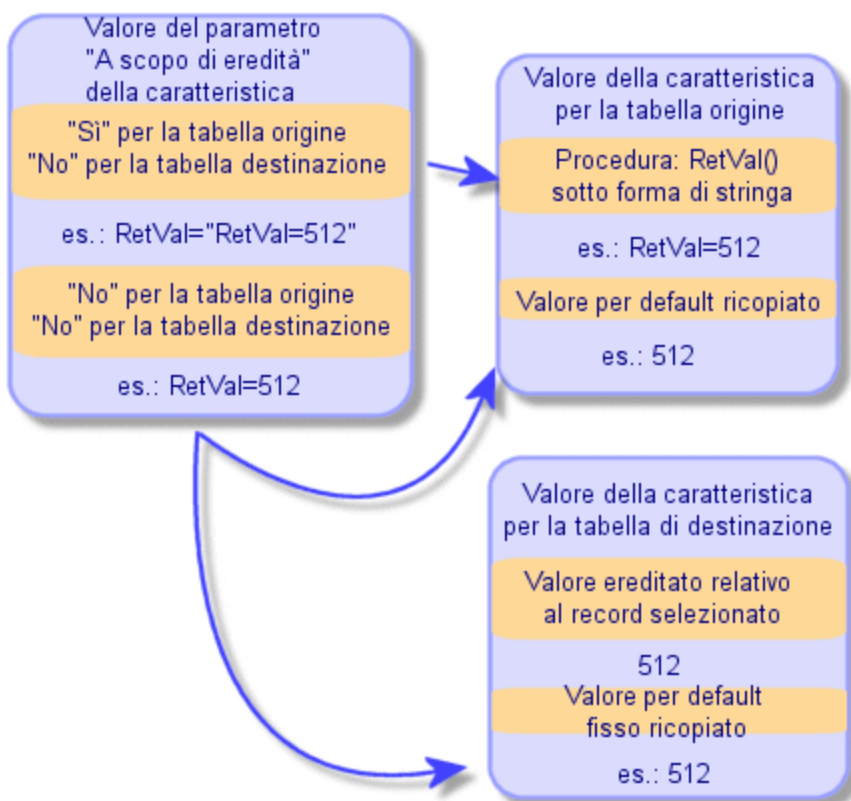 Valore del parametro
"A scopo di eredità"
della caratteristica
"Sì" per la tabella origine
"No" per la tabella destinazione
es.: RetVal="RetVal=512"
"No" per la tabella origine
"No" per la tabella destinazione
es.: RetVal=512
Valore della caratteristica
per la tabella origine
Procedura: RetVal()
sotto forma di stringa
es.: RetVal=512
Valore per default ricopiato
es.: 512
Valore della caratteristica
per la tabella di destinazione
Valore ereditato relativo
al record selezionato
512
Valore per default
fisso ricopiato
es.: 512